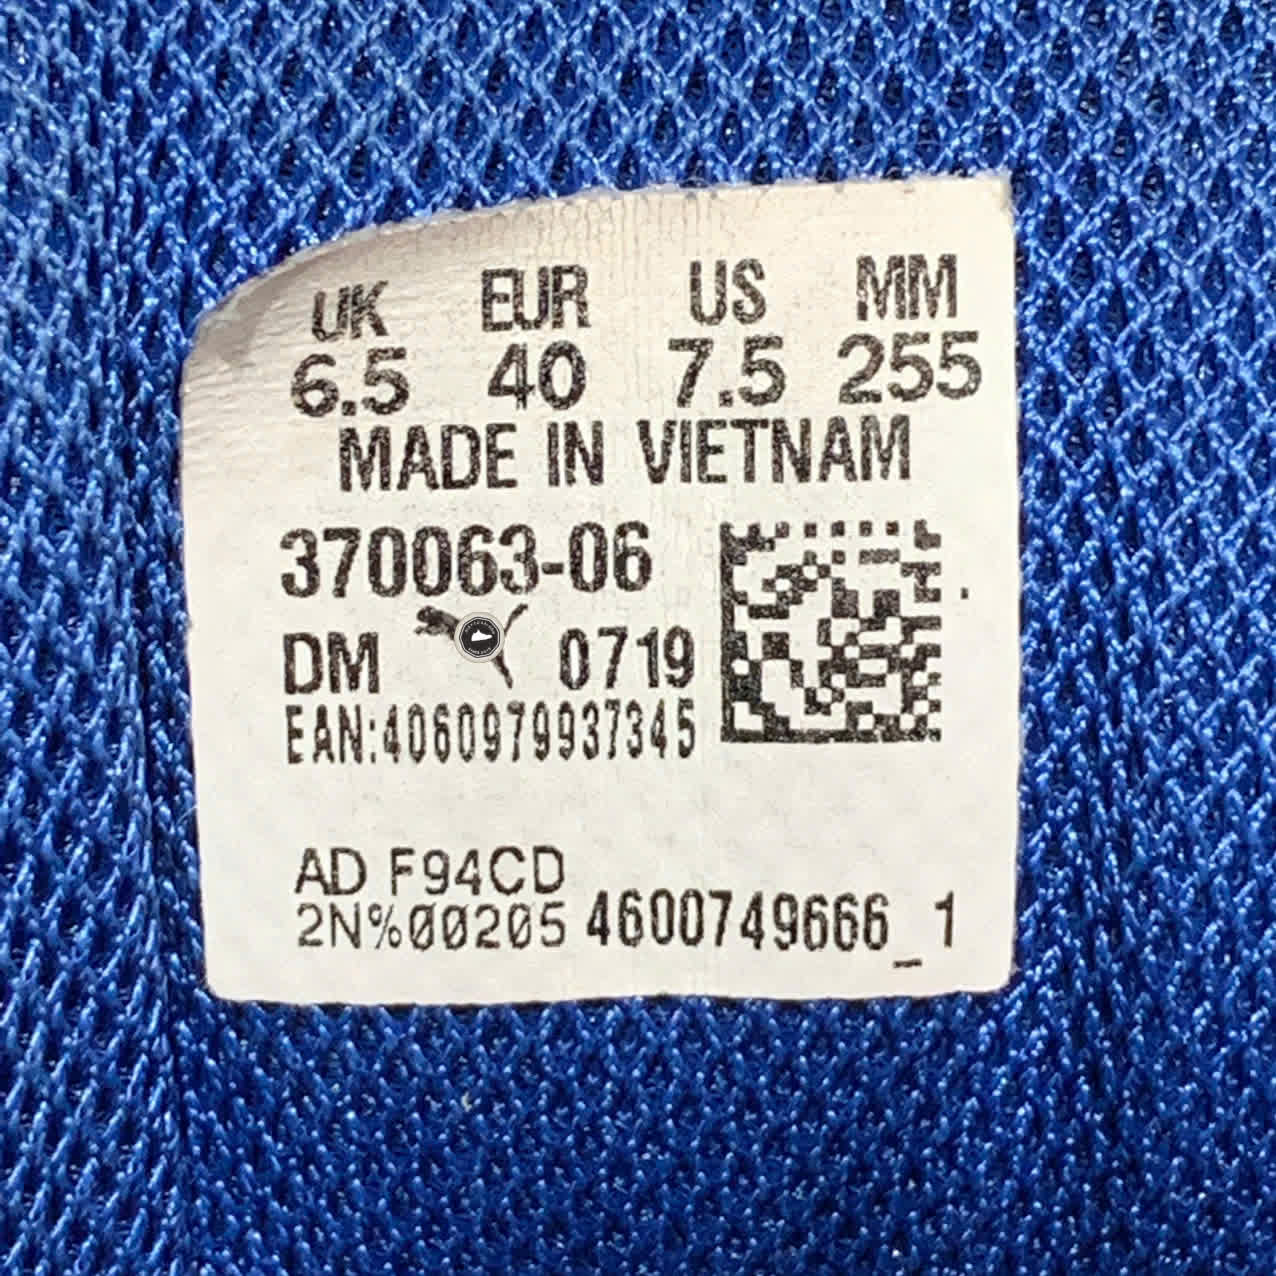 UK EUR US MM
6.5 40 7.5 255
MADE IN VIETNAM
370063-06
DM 0719
EAN:4060979937345
AD F94CD
2N%00205 4600749666_1